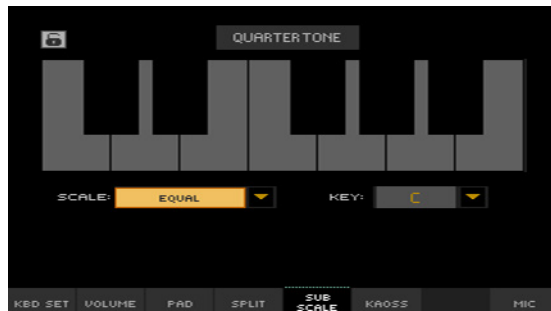 QUARTERTONE
SCALE: EQUAL KEY: C
KBD SET VOLUME PAD SPLIT SUB SCALE KAOSS MIC